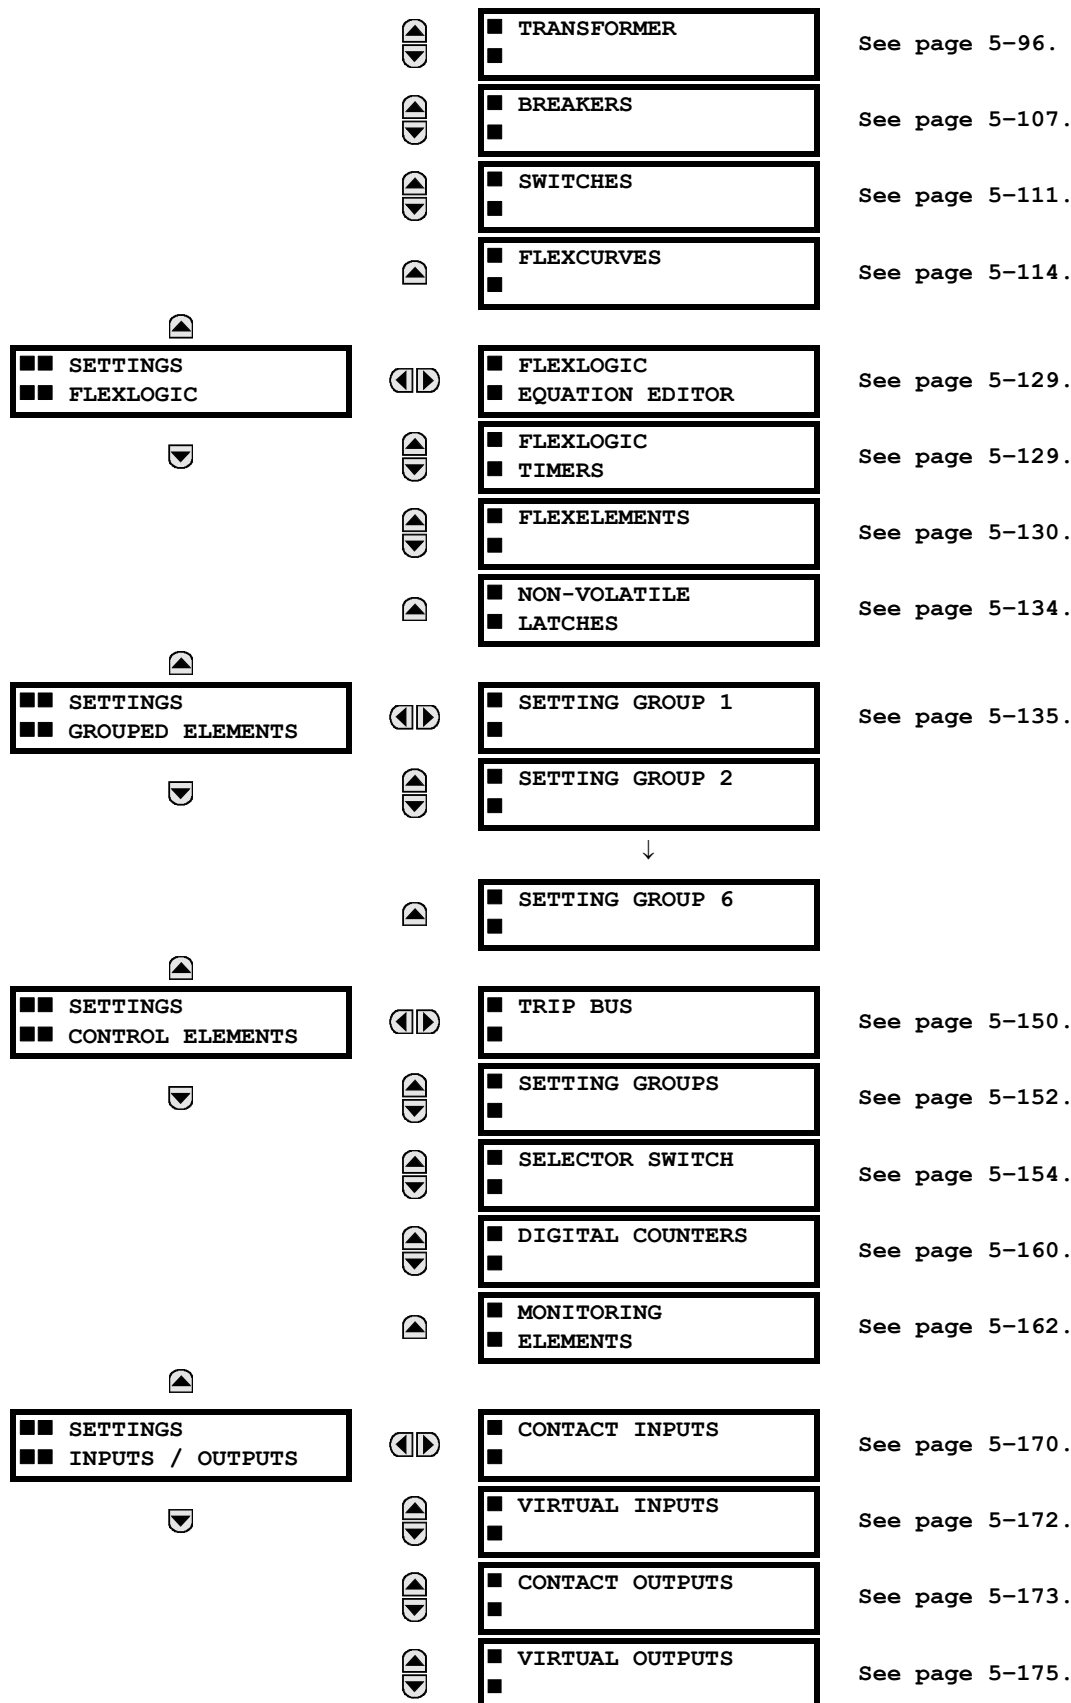 TRANSFORMER
See page 5-96.
BREAKERS
See page 5-107.
SWITCHES
See page 5-111.
FLEXCURVES
See page 5-114.
SETTINGS
FLEXLOGIC
FLEXLOGIC
EQUATION EDITOR
See page 5-129.
FLEXLOGIC
TIMERS
See page 5-129.
FLEXELEMENTS
See page 5-130.
NON-VOLATILE
LATCHES
See page 5-134.
SETTINGS
GROUPED ELEMENTS
SETTING GROUP 1
See page 5-135.
SETTING GROUP 2
↓
SETTING GROUP 6
SETTINGS
CONTROL ELEMENTS
TRIP BUS
See page 5-150.
SETTING GROUPS
See page 5-152.
SELECTOR SWITCH
See page 5-154.
DIGITAL COUNTERS
See page 5-160.
MONITORING
ELEMENTS
See page 5-162.
SETTINGS
INPUTS / OUTPUTS
CONTACT INPUTS
See page 5-170.
VIRTUAL INPUTS
See page 5-172.
CONTACT OUTPUTS
See page 5-173.
VIRTUAL OUTPUTS
See page 5-175.